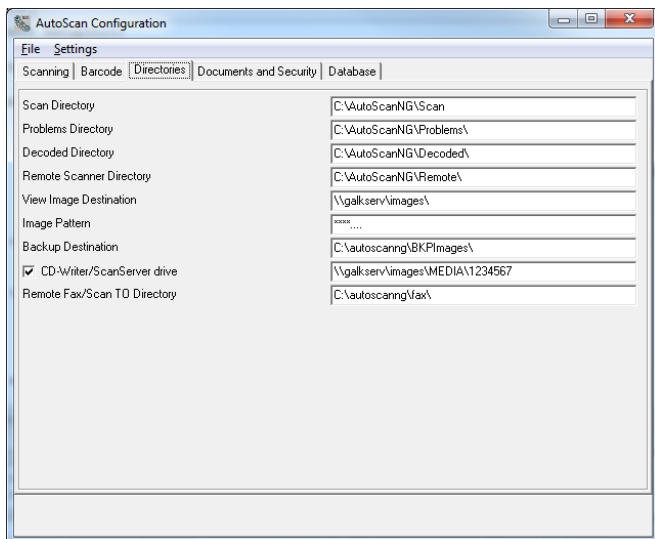 AutoScan Configuration
File Settings
Scanning Barcode Directories Documents and Security Database
Scan Directory C:\AutoScanNG\Scan
Problems Directory C:\AutoScanNG\Problems\
Decoded Directory C:\AutoScanNG\Decoded\
Remote Scanner Directory C:\AutoScanNG\Remote\
View Image Destination \\galkserv\images\
Image Pattern ****....
Backup Destination C:\autoscanng\BKPImages\
CD-Writer/ScanServer drive \\galkserv\images\MEDIA\1234567
Remote Fax/Scan TO Directory C:\autoscanng\fax\